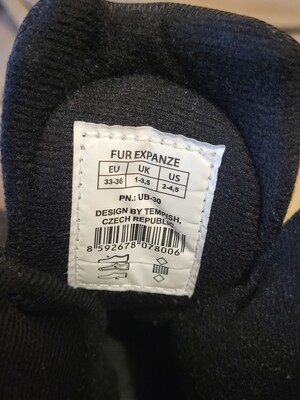 FUR EXPANZE
EU UK US
33-36 1-3,5 2-4,5
PN.: UB-30
DESIGN BY TEMPISH,
CZECH REPUBLIC
8 592678 078006